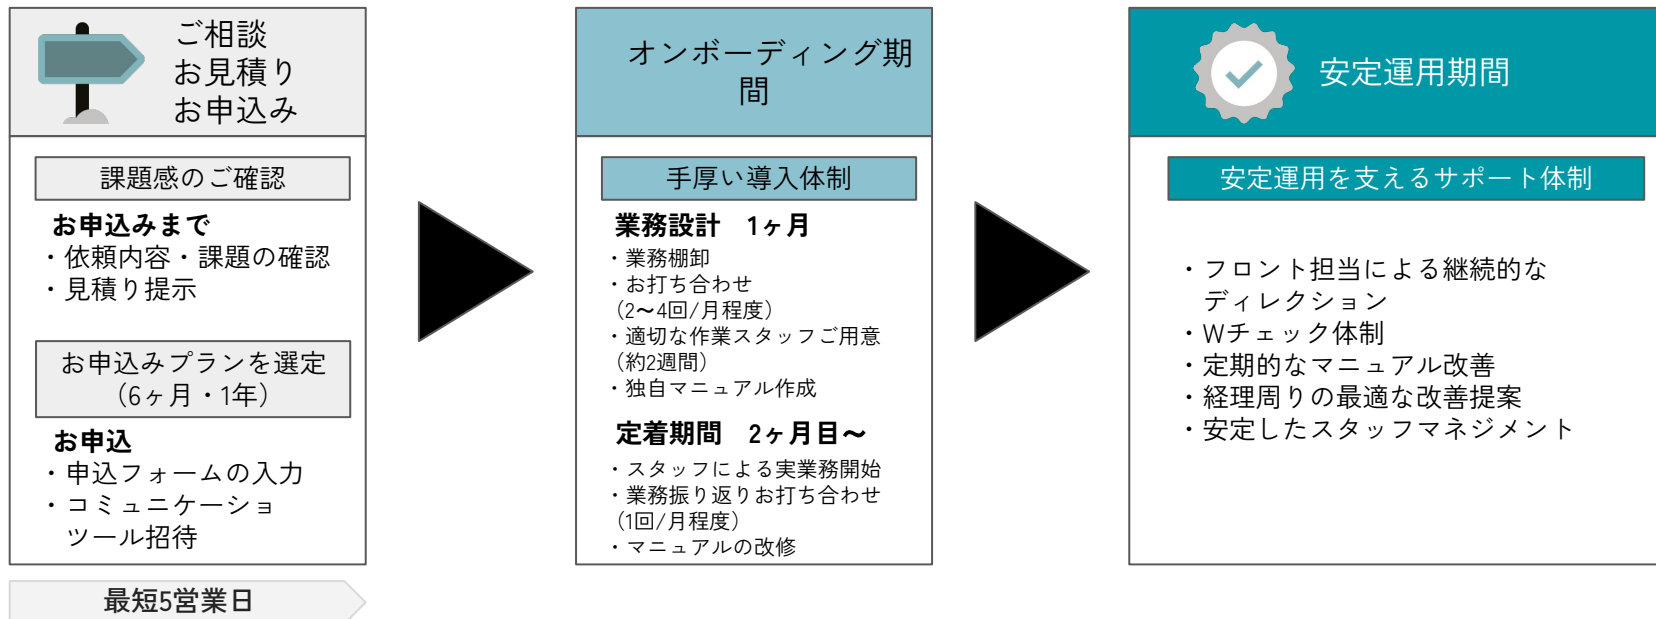 ご相談
お見積り
お申込み
課題感のご確認
お申込みまで
・依頼内容・課題の確認
・見積り提示
お申込みプランを選定
（6ヶ月・1年）
お申込
・申込フォームの入力
・コミュニケーショ
ツール招待
最短5営業日
オンボーディング期
間
手厚い導入体制
業務設計　1ヶ月
・業務棚卸
・お打ち合わせ
（2〜4回/月程度）
・適切な作業スタッフご用意
（約2週間）
・独自マニュアル作成
定着期間　2ヶ月目〜
・スタッフによる実業務開始
・業務振り返りお打ち合わせ
（1回/月程度）
・マニュアルの改修
安定運用期間
安定運用を支えるサポート体制
・フロント担当による継続的な
ディレクション
・Wチェック体制
・定期的なマニュアル改善
・経理周りの最適な改善提案
・安定したスタッフマネジメント